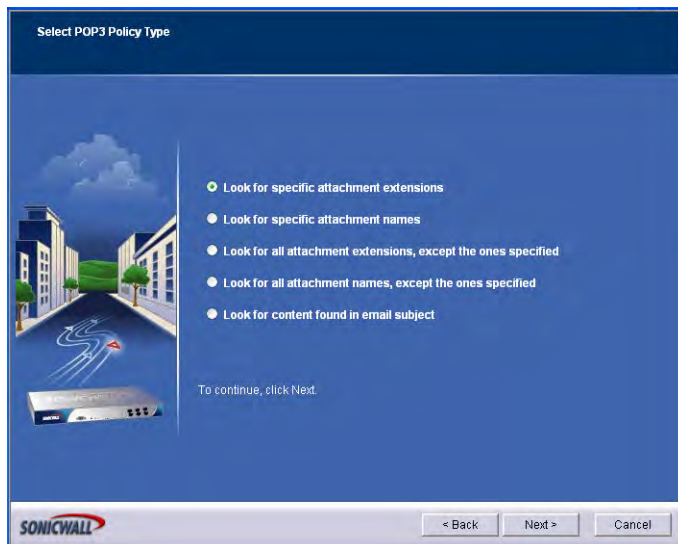 Select POP3 Policy Type
Look for specific attachment extensions
Look for specific attachment names
Look for all attachment extensions, except the ones specified
Look for all attachment names, except the ones specified
Look for content found in email subject
To continue, click Next.
SONICWALL
< Back
Next >
Cancel